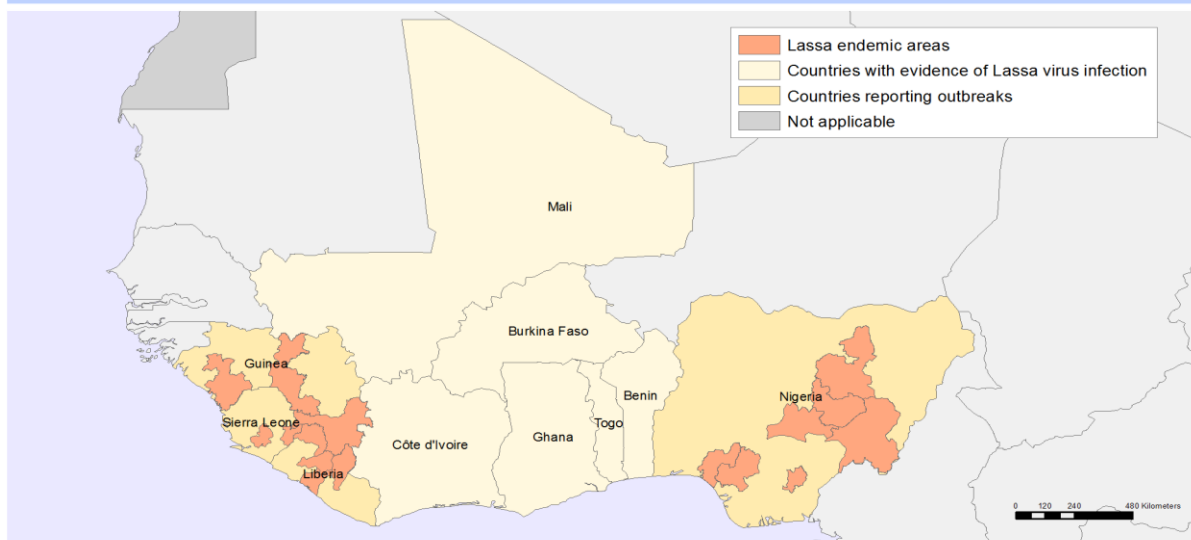 Lassa endemic areas
Countries with evidence of Lassa virus infection
Countries reporting outbreaks
Not applicable
Mali
Burkina Faso
Guinea
Benin
Nigeria
Sierra Leone
Togo
Ghana
Côte d'Ivoire
Liberia
0 120 240 480 Kilometers